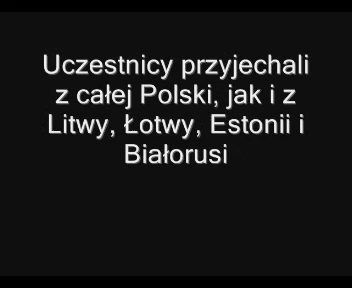 Uczestnicy przyjechali
z całej Polski, jak i z
Litwy, Łotwy, Estonii i
Białorusi